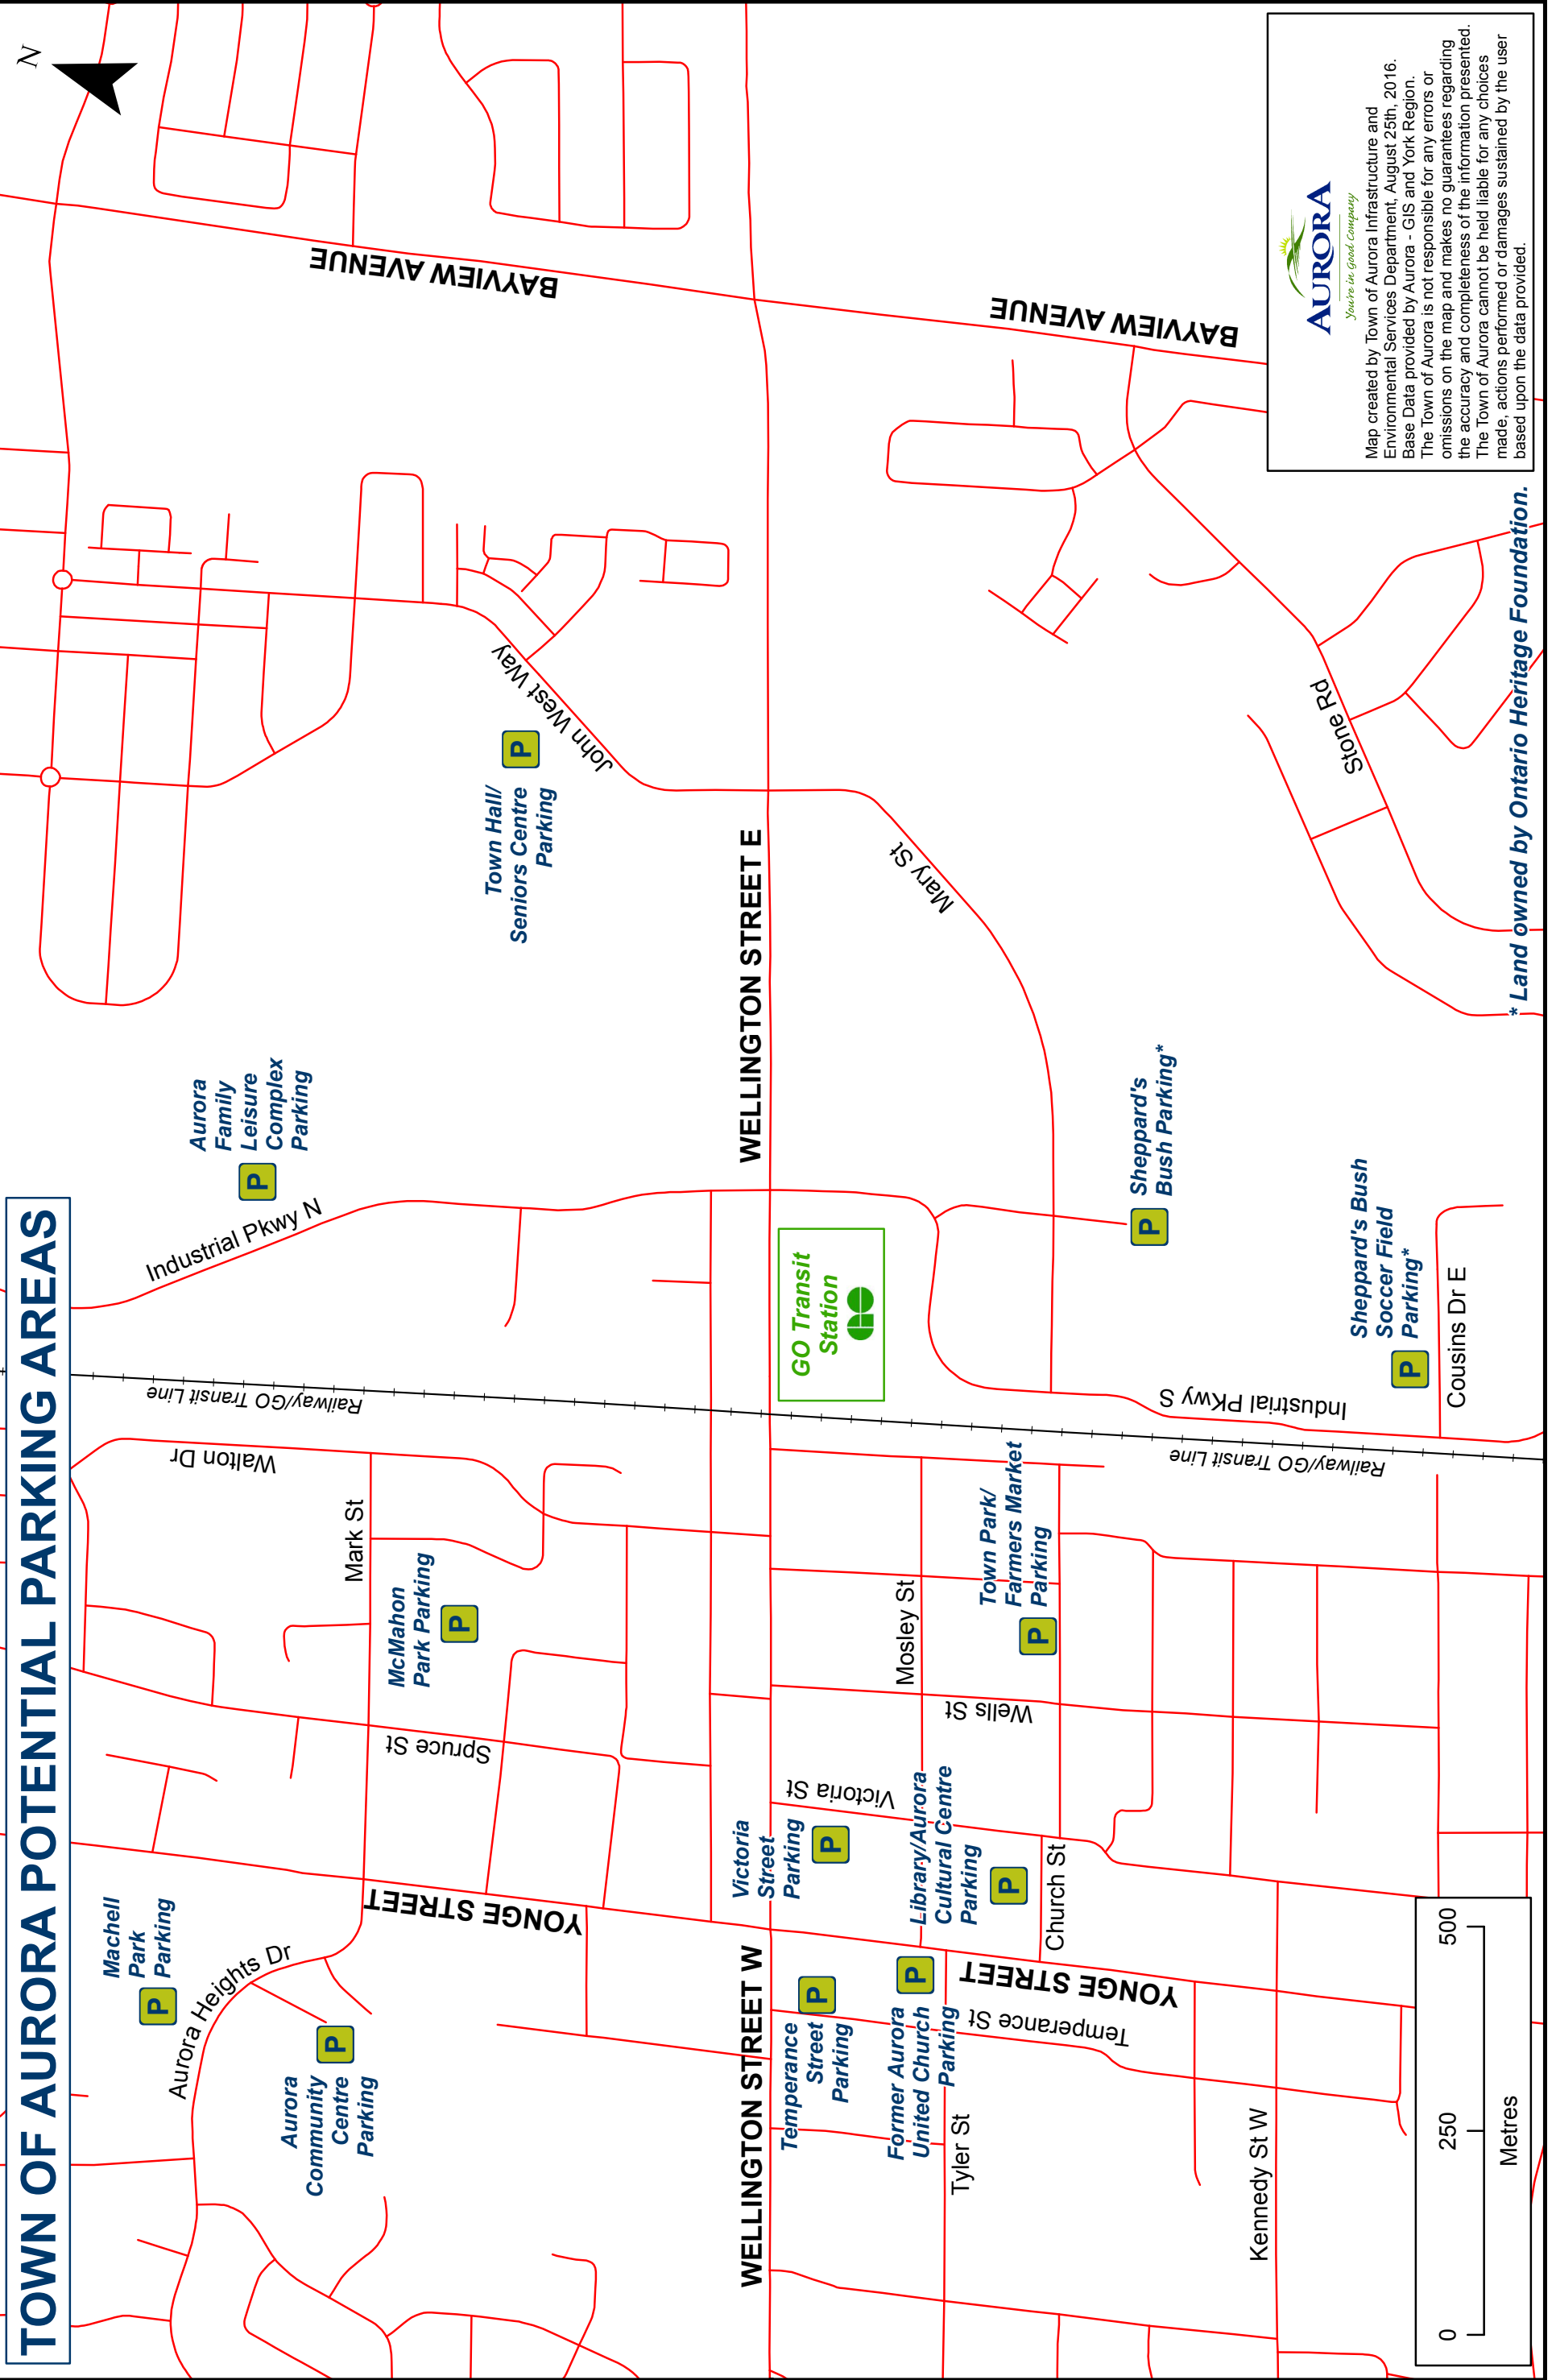 TOWN OF AURORA POTENTIAL PARKING AREAS
N
Machell
Park
Parking
Aurora Heights Dr
Aurora
Community
Centre
Parking
Walton Dr
Mark St
McMahon
Park Parking
Spruce St
YONGE STREET
Railway/GO Transit Line
Industrial Pkwy N
Aurora
Family
Leisure
Complex
Parking
Town Hall/
Seniors Centre
Parking
John West Way
BAYVIEW AVENUE
WELLINGTON STREET W
WELLINGTON STREET E
Victoria
Street
Parking
Victoria St
Temperance
Street
Parking
Former Aurora
United Church
Parking
Library/Aurora
Cultural Centre
Parking
Church St
YONGE STREET
Temperance St
Tyler St
Kennedy St W
Mosley St
Wells St
Town Park/
Farmers Market
Parking
GO Transit
Station
GO
Industrial PKwy S
Railway/GO Transit Line
Mary St
Sheppard's
Bush Parking*
Sheppard's Bush
Soccer Field
Parking*
Cousins Dr E
Stone Rd
BAYVIEW AVENUE
P
P
P
P
P
P
P
P
P
P
P
P
0 250 500
Metres
* Land owned by Ontario Heritage Foundation.
AURORA
You're in Good Company
Map created by Town of Aurora Infrastructure and
Environmental Services Department, August 25th, 2016.
Base Data provided by Aurora - GIS and York Region.
The Town of Aurora is not responsible for any errors or
omissions on the map and makes no guarantees regarding
the accuracy and completeness of the information presented.
The Town of Aurora cannot be held liable for any choices
made, actions performed or damages sustained by the user
based upon the data provided.